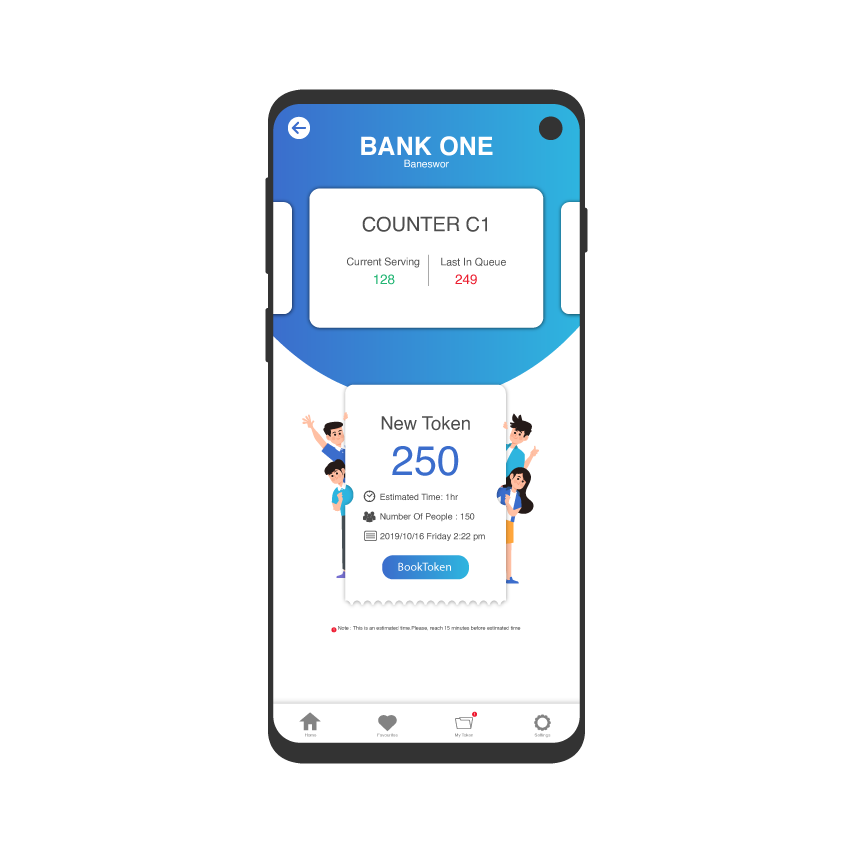 BANK ONE
Baneswor
COUNTER C1
Current Serving
128
Last In Queue
249
New Token
250
Estimated Time: 1hr
Number Of People : 150
2019/10/16 Friday 2:22 pm
BookToken
Note : This is an estimated time Please, reach 15 minutes before estimated time
Home
Favourites
My Token
Settings